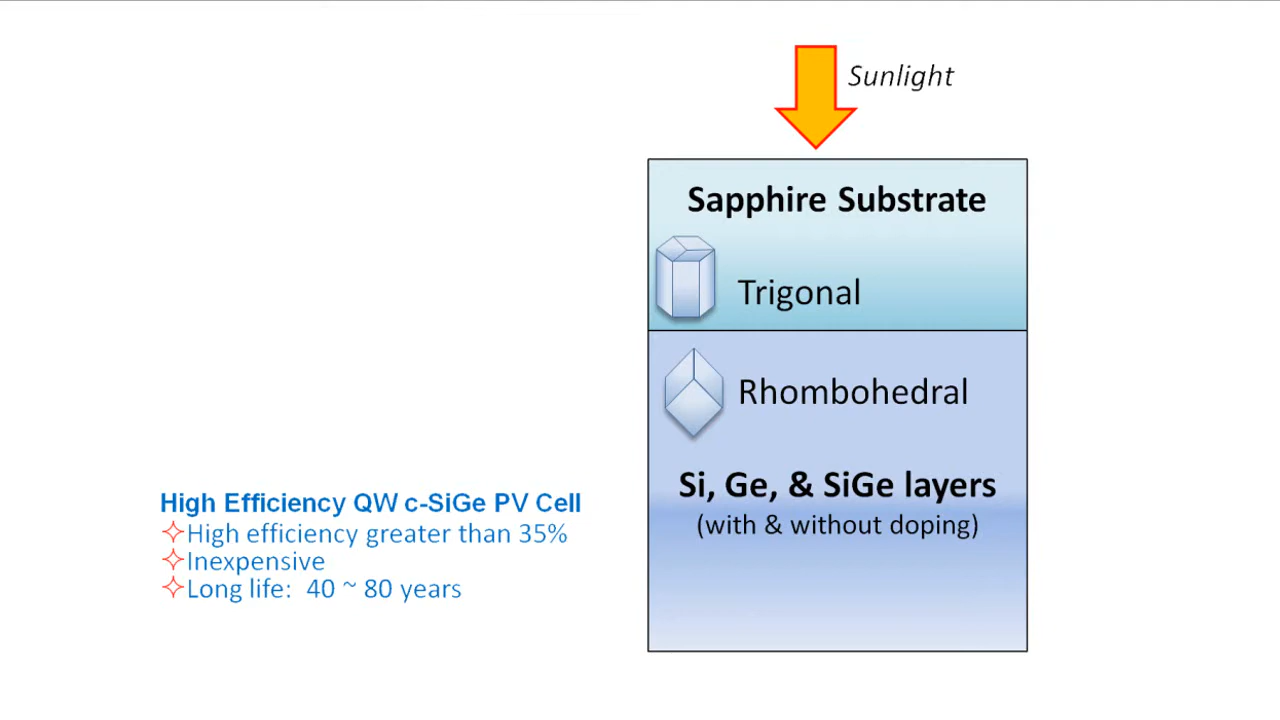 Sunlight
Sapphire Substrate
Trigonal
Rhombohedral
Si, Ge, & SiGe layers
(with & without doping)
High Efficiency QW c-SiGe PV Cell
High efficiency greater than 35%
Inexpensive
Long life: 40 ~ 80 years